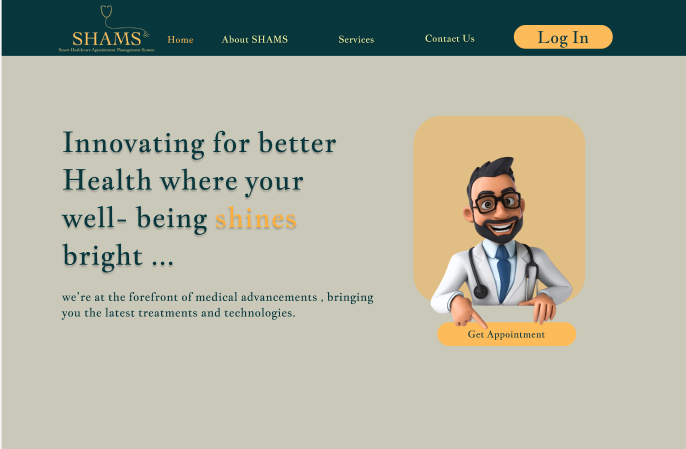 SHAMS
Smart Healthcare Appointment Management System
Home
About SHAMS
Services
Contact Us
Log In
Innovating for better
Health where your
well- being shines
bright ...
we're at the forefront of medical advancements , bringing
you the latest treatments and technologies.
Get Appointment